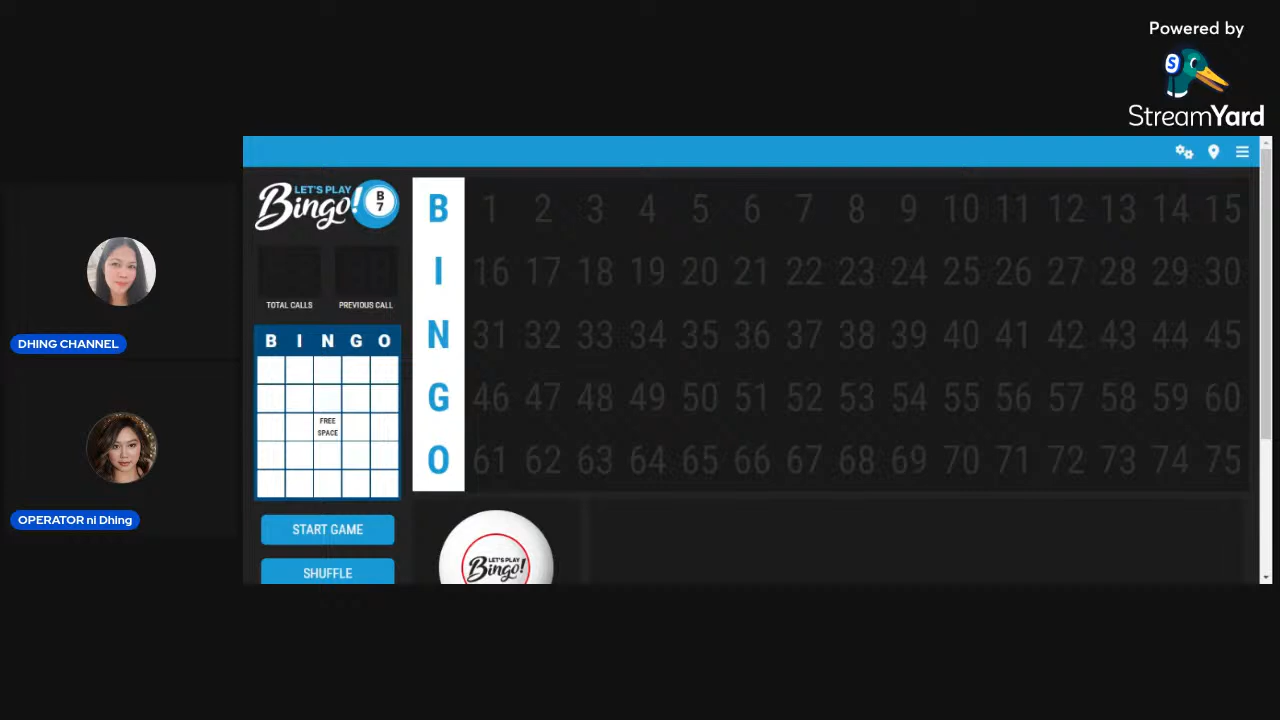 Powered by
StreamYard
LET'S PLAY
Bingo!
B
7
TOTAL CALLS
PREVIOUS CALL
B I N G O
FREE
SPACE
START GAME
SHUFFLE
B 1 2 3 4 5 6 7 8 9 10 11 12 13 14 15
I 16 17 18 19 20 21 22 23 24 25 26 27 28 29 30
N 31 32 33 34 35 36 37 38 39 40 41 42 43 44 45
G 46 47 48 49 50 51 52 53 54 55 56 57 58 59 60
O 61 62 63 64 65 66 67 68 69 70 71 72 73 74 75
LET'S PLAY
Bingo!
DHING CHANNEL
OPERATOR ni Dhing
S